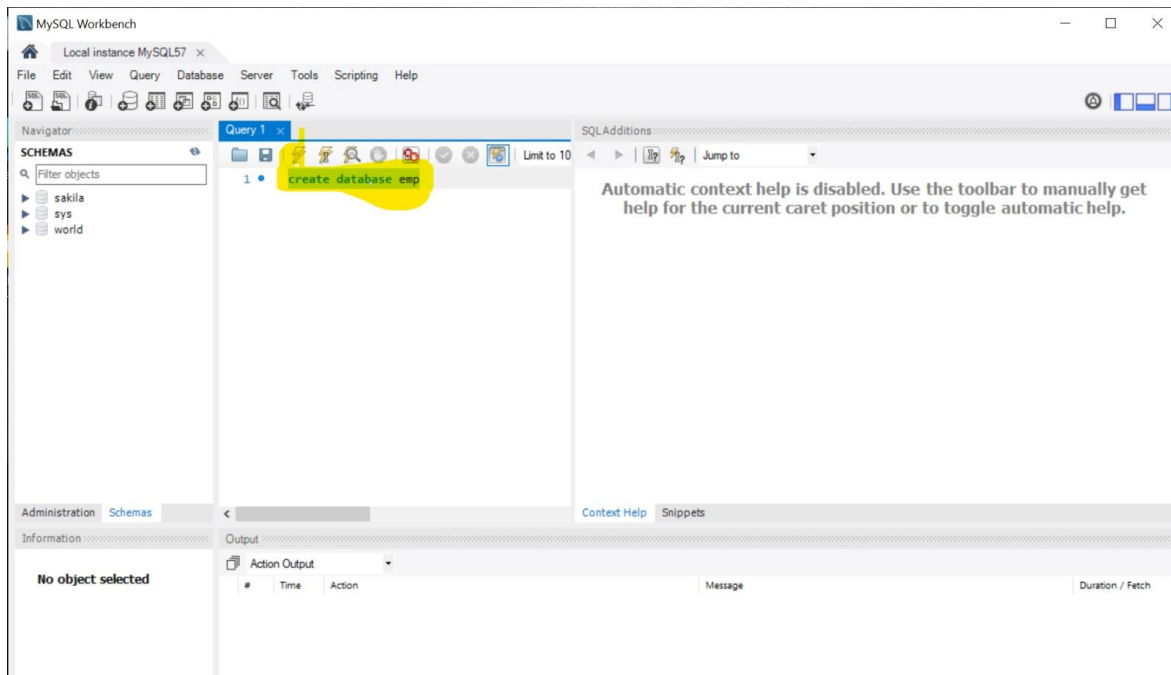 MySQL Workbench
Local instance MySQL57
File Edit View Query Database Server Tools Scripting Help
Navigator
SCHEMAS
Filter objects
sakila
sys
world
Administration Schemas
Information
No object selected
Query 1
Limit to 10
1 create database emp
SQLAdditions
Jump to
Automatic context help is disabled. Use the toolbar to manually get
help for the current caret position or to toggle automatic help.
Context Help Snippets
Output
Action Output
# Time Action Message Duration / Fetch